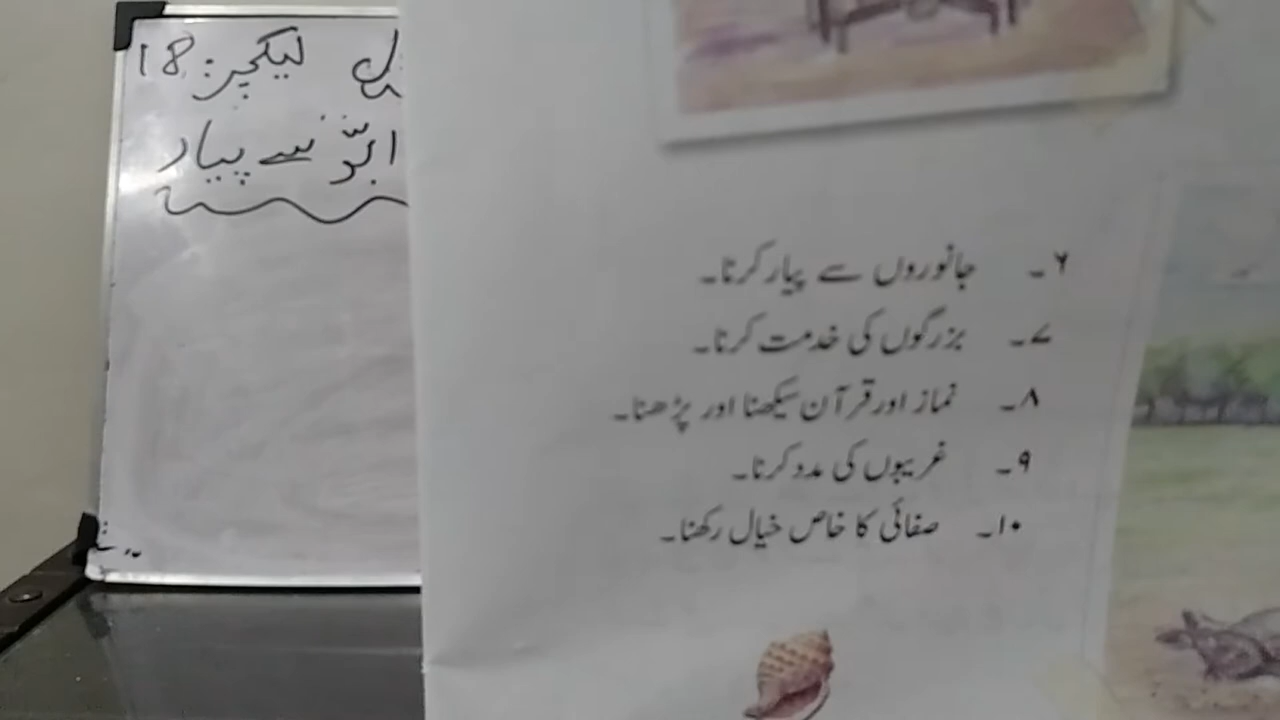 لیکچر: 18
ابّو سے پیار
۶۔ جانوروں سے پیار کرنا۔
۷۔ بزرگوں کی خدمت کرنا۔
۸۔ نماز اور قرآن سیکھنا اور پڑھنا۔
۹۔ غریبوں کی مدد کرنا۔
۱۰۔ صفائی کا خاص خیال رکھنا۔